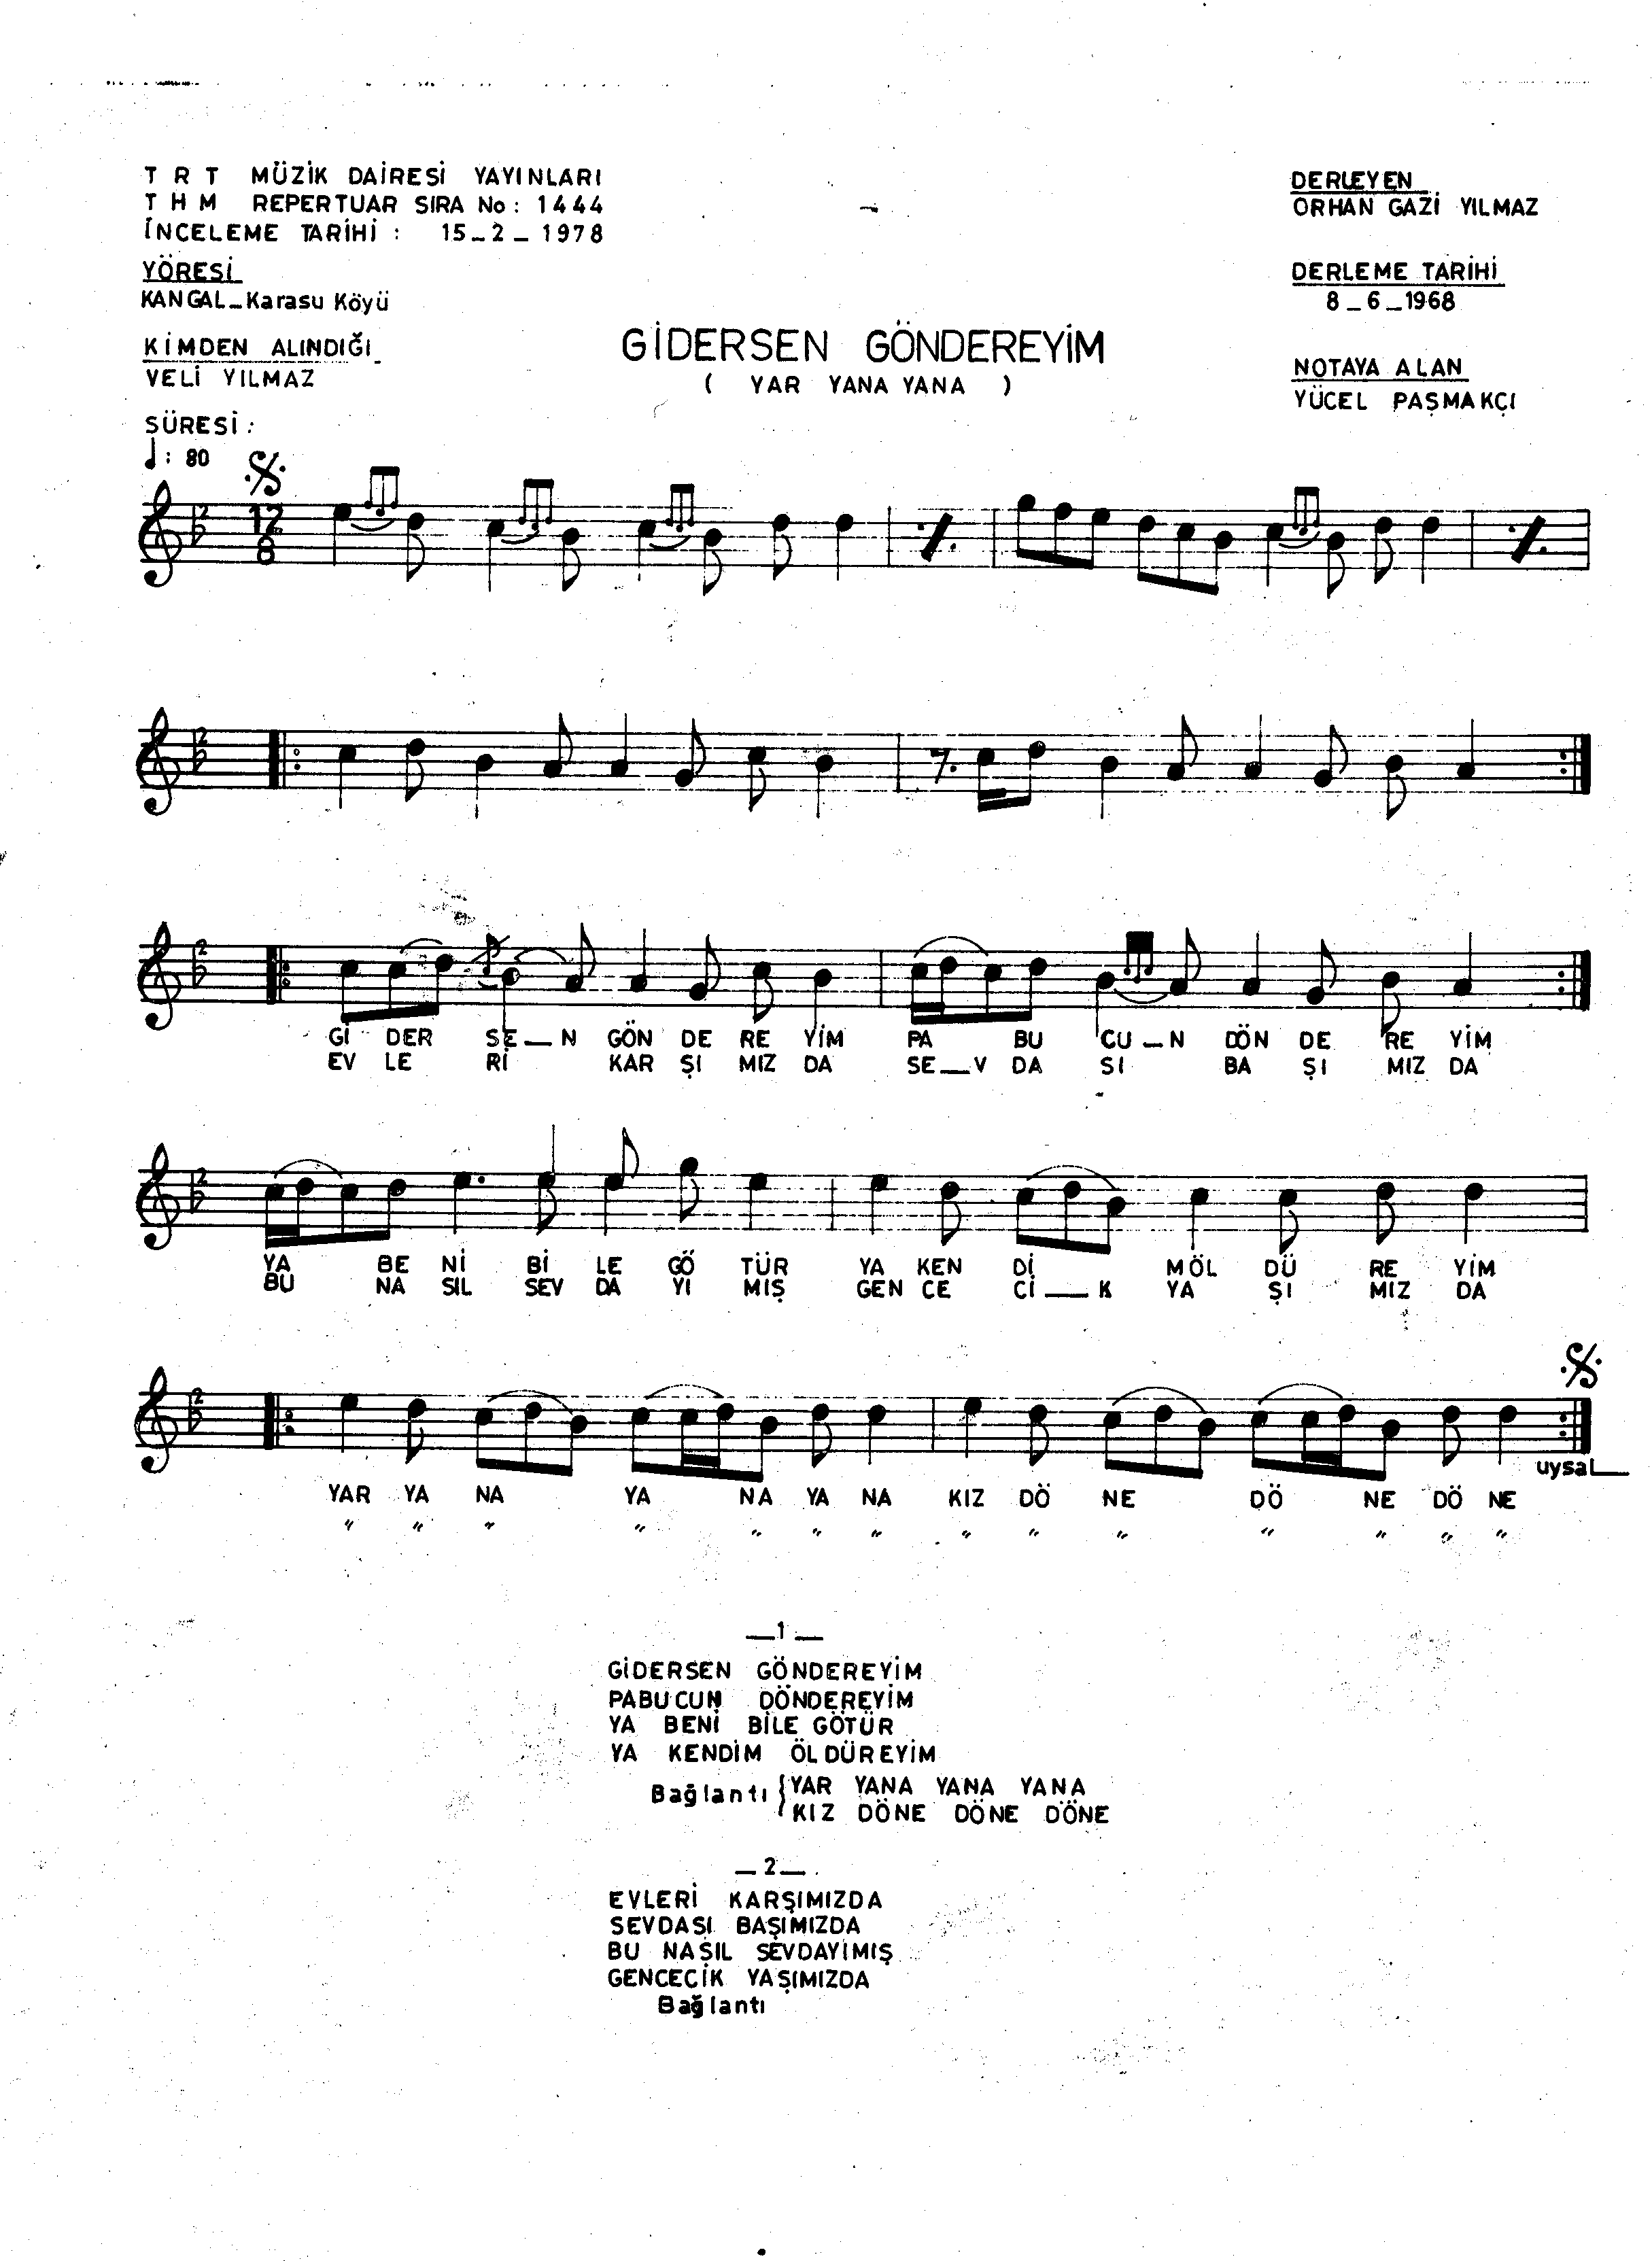 T R T MÜZİK DAİRESİ YAYINLARI
T H M REPERTUAR SIRA No : 1444
İNCELEME TARİHİ : 15_2_1978
YÖRESİ
KANGAL_Karasu Köyü
KİMDEN ALINDIĞI
VELİ YILMAZ
SÜRESİ :
DERLEYEN
ORHAN GAZİ YILMAZ
DERLEME TARİHİ
8_6_1968
NOTAYA ALAN
YÜCEL PAŞMAKÇI
GİDERSEN GÖNDEREYİM
( YAR YANA YANA )
: 80
12
8
2
2
2
Gİ DER SE_N GÖN DE RE YİM PA BU CU_N DÖN DE RE YİM
EV LE Rİ KAR ŞI MIZ DA SE_V DA SI BA ŞI MIZ DA
2
YA BE Nİ Bİ LE GÖ TÜR YA KEN Dİ MÖL DÜ RE YİM
BU NA SIL SEV DA YI MIŞ GEN CE Cİ_K YA ŞI MIZ DA
2
uysal
YAR YA NA YA NA YA NA KIZ DÖ NE DÖ NE DÖ NE
" " " " " " " " " " " " " "
_1_
GİDERSEN GÖNDEREYİM
PABUCUN DÖNDEREYİM
YA BENİ BİLE GÖTÜR
YA KENDİM ÖLDÜREYİM
Bağlantı { YAR YANA YANA YANA
KIZ DÖNE DÖNE DÖNE
_2_
EVLERİ KARŞIMIZDA
SEVDASI BAŞIMIZDA
BU NASIL SEVDAYIMIŞ
GENCECİK YAŞIMIZDA
Bağlantı